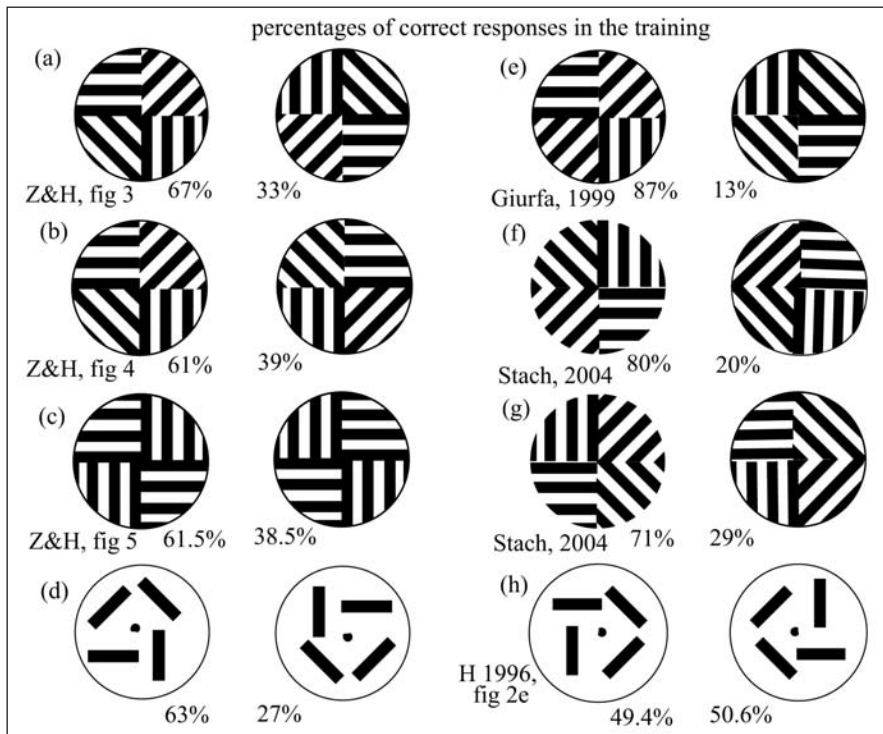 percentages of correct responses in the training
(a)
Z&H, fig 3 67% 33%
(b)
Z&H, fig 4 61% 39%
(c)
Z&H, fig 5 61.5% 38.5%
(d)
63% 27%
(e)
Giurfa, 1999 87% 13%
(f)
Stach, 2004 80% 20%
(g)
Stach, 2004 71% 29%
(h)
H 1996,
fig 2e
49.4% 50.6%